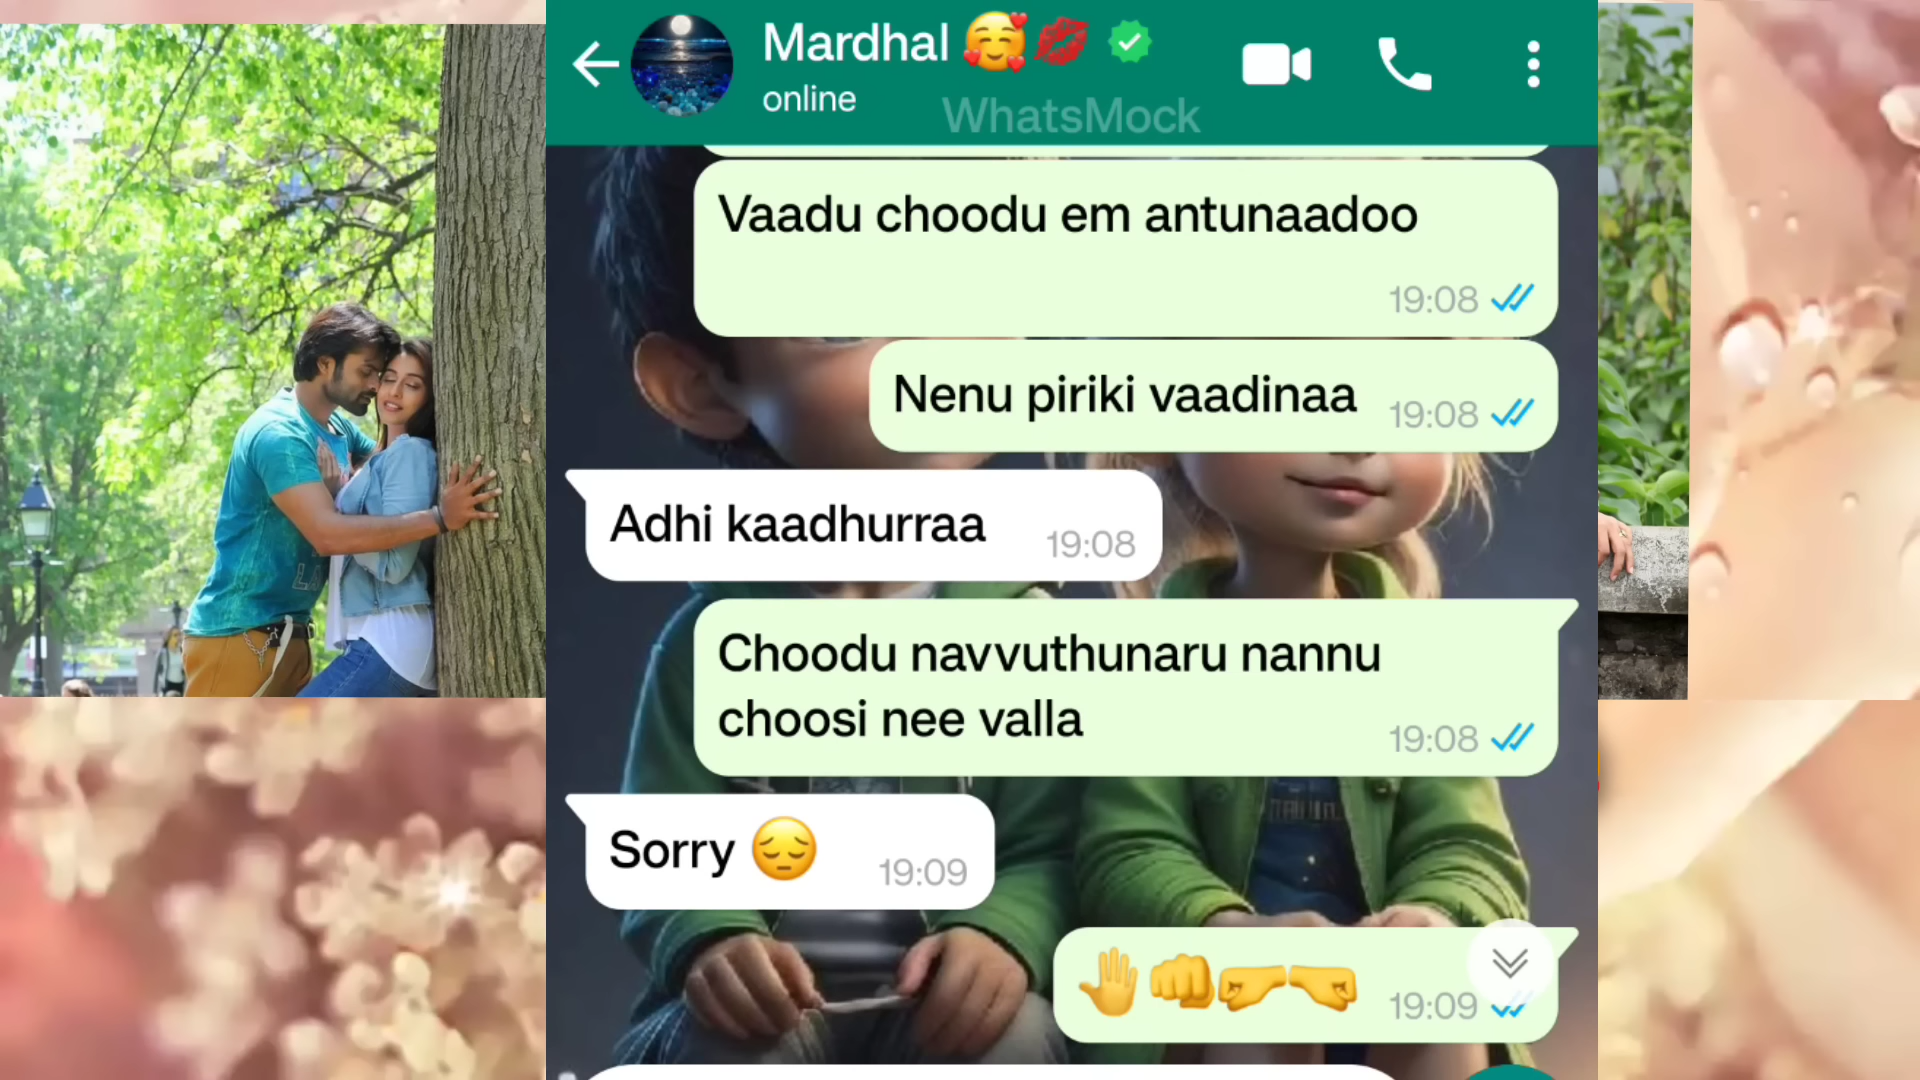 Mardhal 🥰💋
online
WhatsMock
Vaadu choodu em antunaadoo
19:08
Nenu piriki vaadinaa 19:08
Adhi kaadhurraa 19:08
Choodu navvuthunaru nannu
choosi nee valla
19:08
Sorry 😔 19:09
🤚👊🤛🤜 19:09